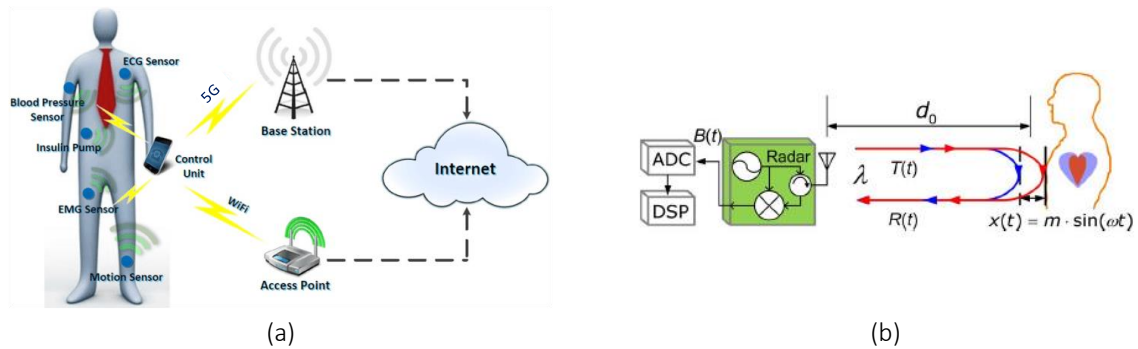 ECG Sensor
Blood Pressure
Sensor
Insulin Pump
EMG Sensor
Motion Sensor
Control
Unit
5G
WiFi
Base Station
Access Point
Internet
(a)
ADC
DSP
B(t)
Radar
d₀
λ
T(t)
R(t)
x(t) = m · sin(ωt)
(b)